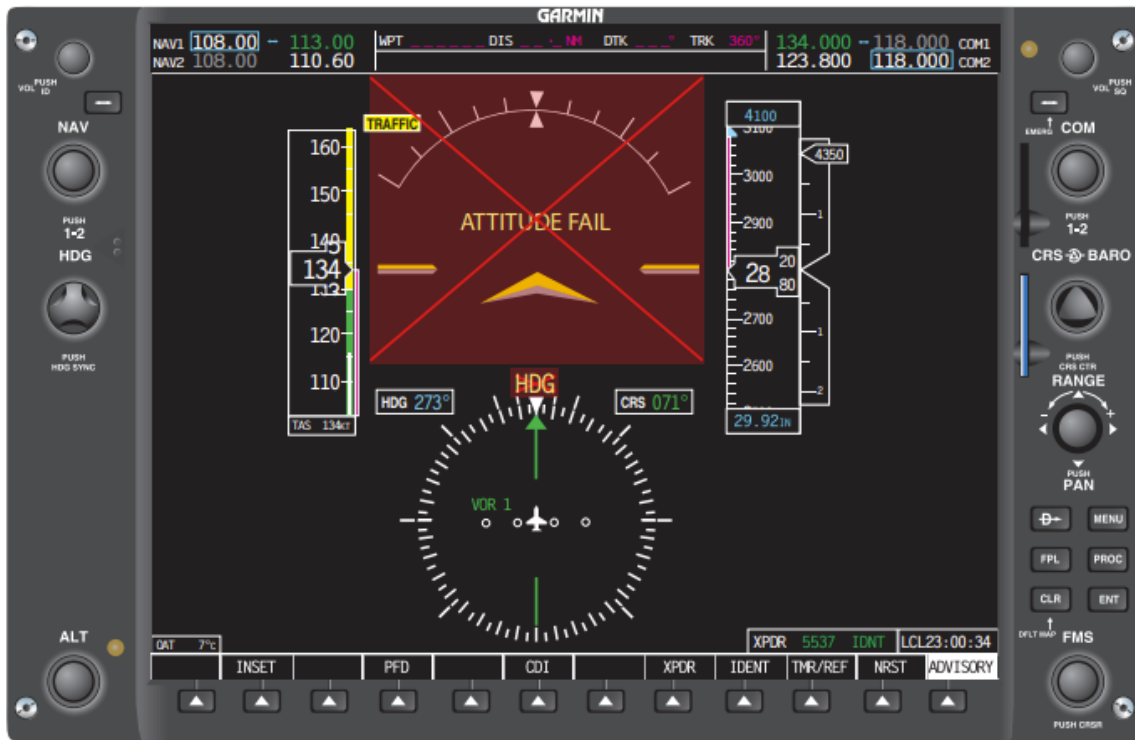 GARMIN
NAV1 108.00 – 113.00 WPT _ _ _ _ _ _ DIS _ _ . _ NM DTK _ _ _° TRK 360° 134.000 – 118.000 COM1
NAV2 108.00 110.60 123.800 118.000 COM2
VOL PUSH ID
VOL PUSH SQ
NAV
EMERG COM
TRAFFIC
4100
4350
160
150
140
134
120
110
TAS 134KT
ATTITUDE FAIL
3100
3000
2900
28
20
80
2700
2600
29.92IN
1
1
2
PUSH
1-2
HDG
PUSH
HDG SYNC
PUSH
1-2
CRS BARO
PUSH
CRS CTR
RANGE
- +
PUSH
PAN
HDG
HDG 273°
CRS 071°
VOR 1
D MENU
FPL PROC
CLR ENT
DFLT MAP FMS
PUSH CRSR
ALT
OAT 7°C
XPDR 5537 IDNT LCL23:00:34
INSET PFD CDI XPDR IDENT TMR/REF NRST ADVISORY